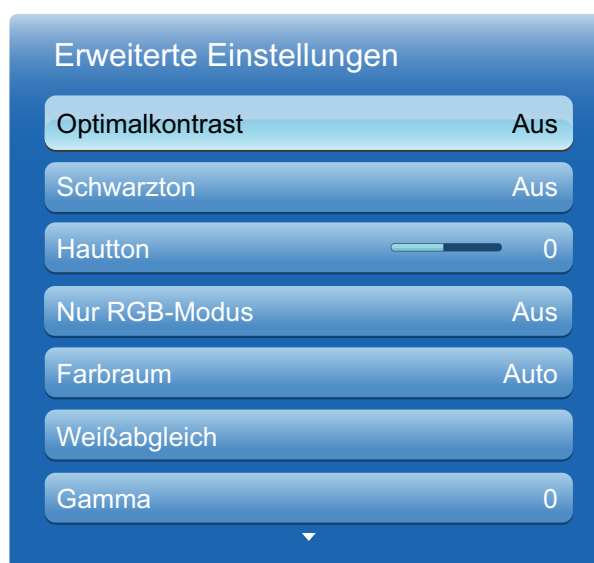 Erweiterte Einstellungen
Optimalkontrast Aus
Schwarzton Aus
Hautton 0
Nur RGB-Modus Aus
Farbraum Auto
Weißabgleich
Gamma 0